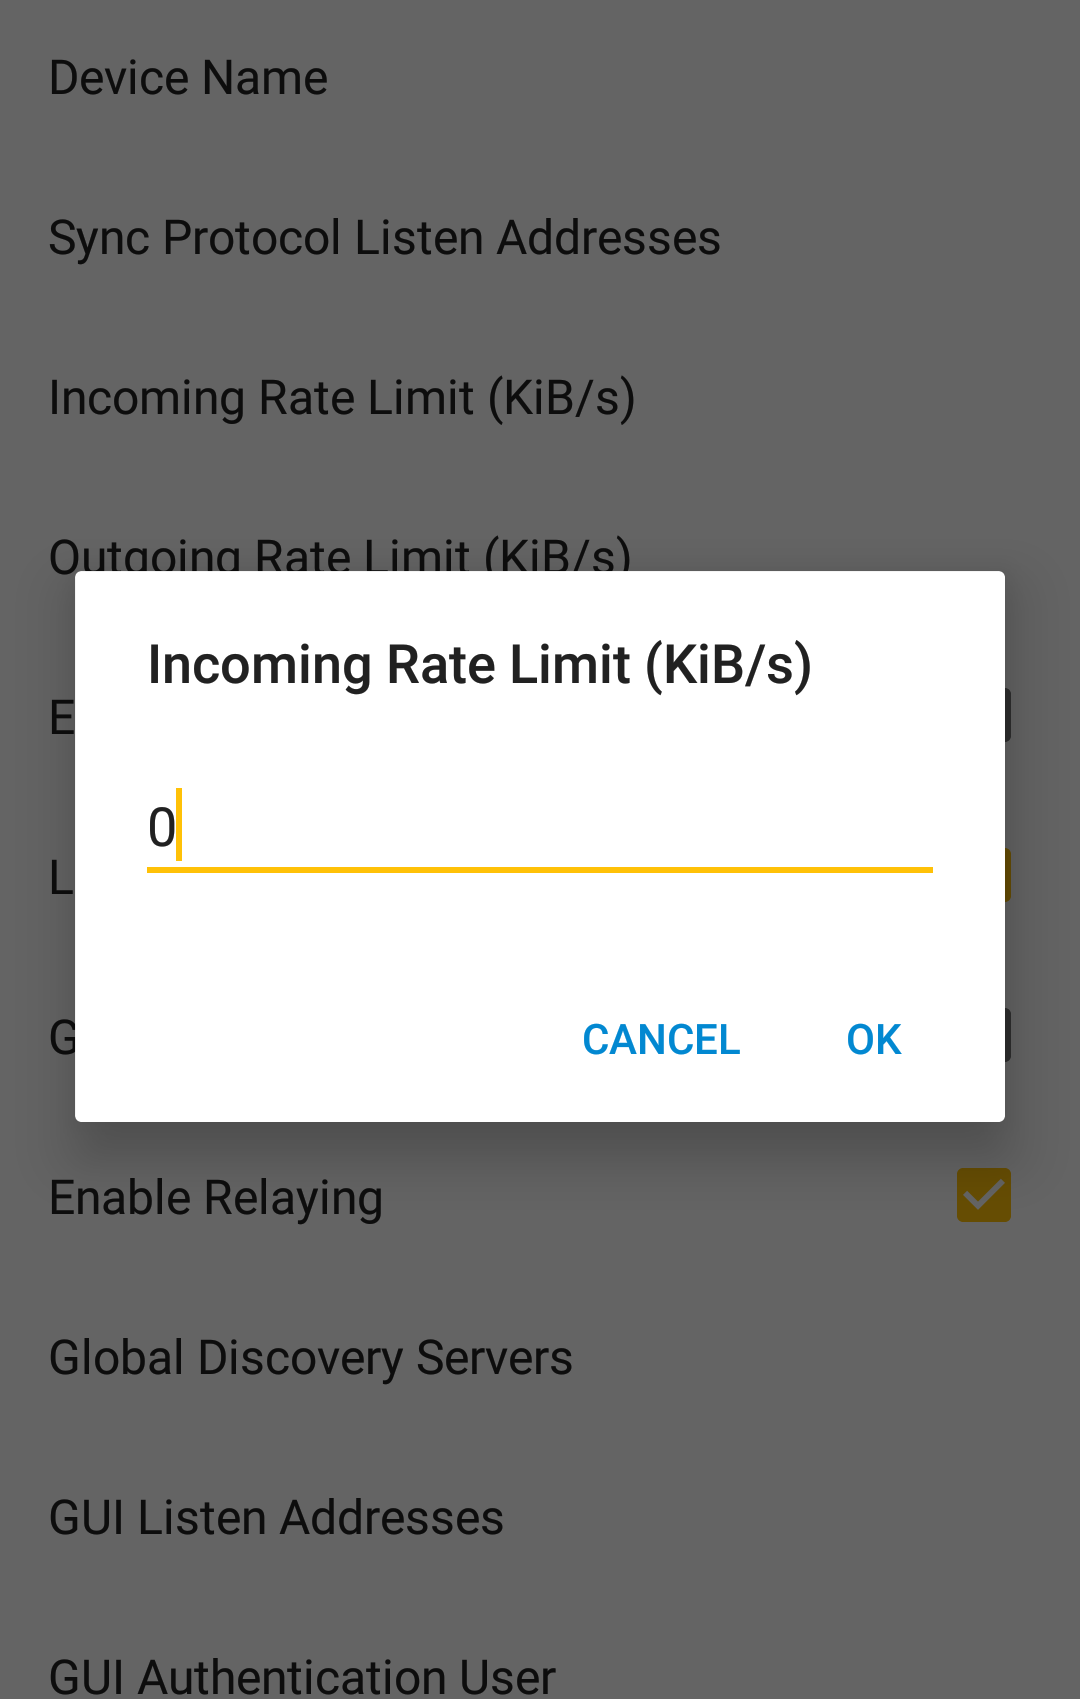 Device Name
Sync Protocol Listen Addresses
Incoming Rate Limit (KiB/s)
Outgoing Rate Limit (KiB/s)
Incoming Rate Limit (KiB/s)
0
CANCEL OK
Enable Relaying
Global Discovery Servers
GUI Listen Addresses
GUI Authentication User